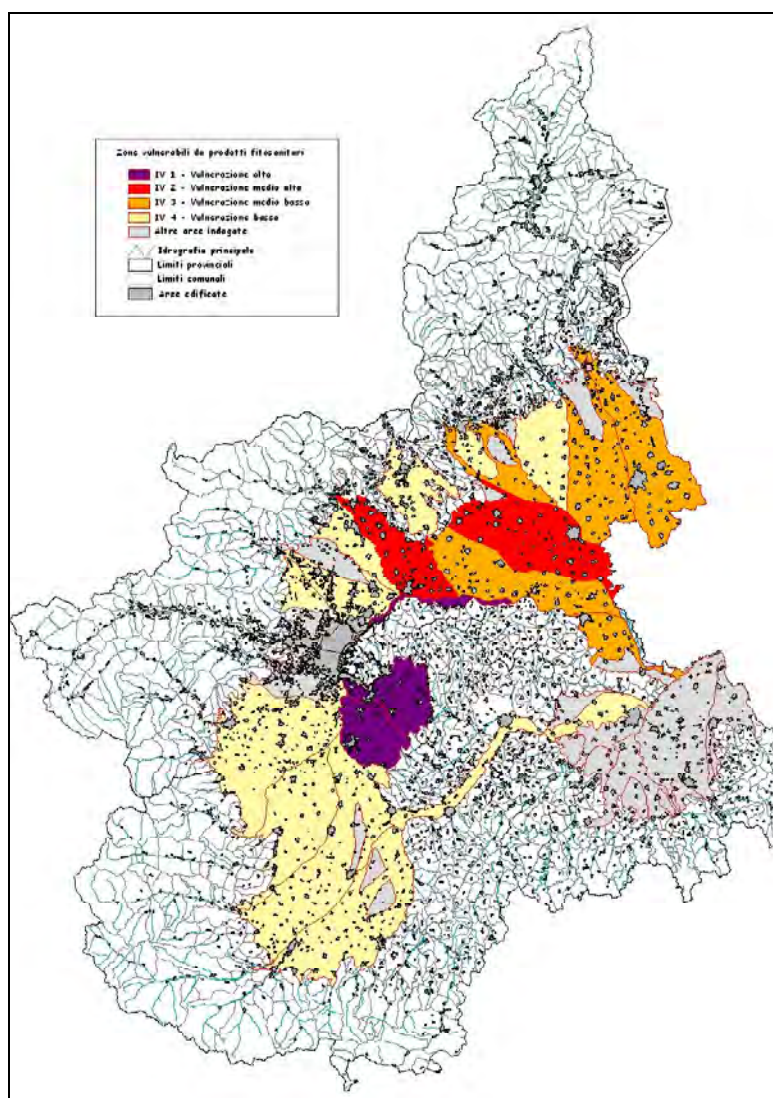 Zone vulnerabili da prodotti fitosanitari
IV 1 - Vulnerazione alta
IV 2 - Vulnerazione medio alta
IV 3 - Vulnerazione medio bassa
IV 4 - Vulnerazione bassa
Altre aree indagate
Idrografia principale
Limiti provinciali
Limiti comunali
Aree edificate